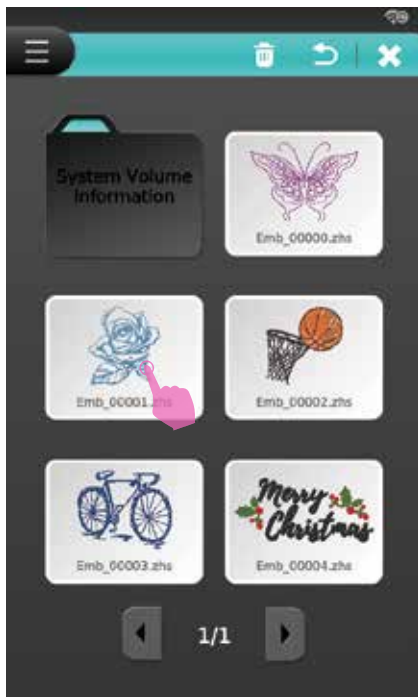 System Volume
Information
Emb_00000.zhs
Emb_00001.zhs
Emb_00002.zhs
Emb_00003.zhs
Merry
Christmas
Emb_00004.zhs
1/1